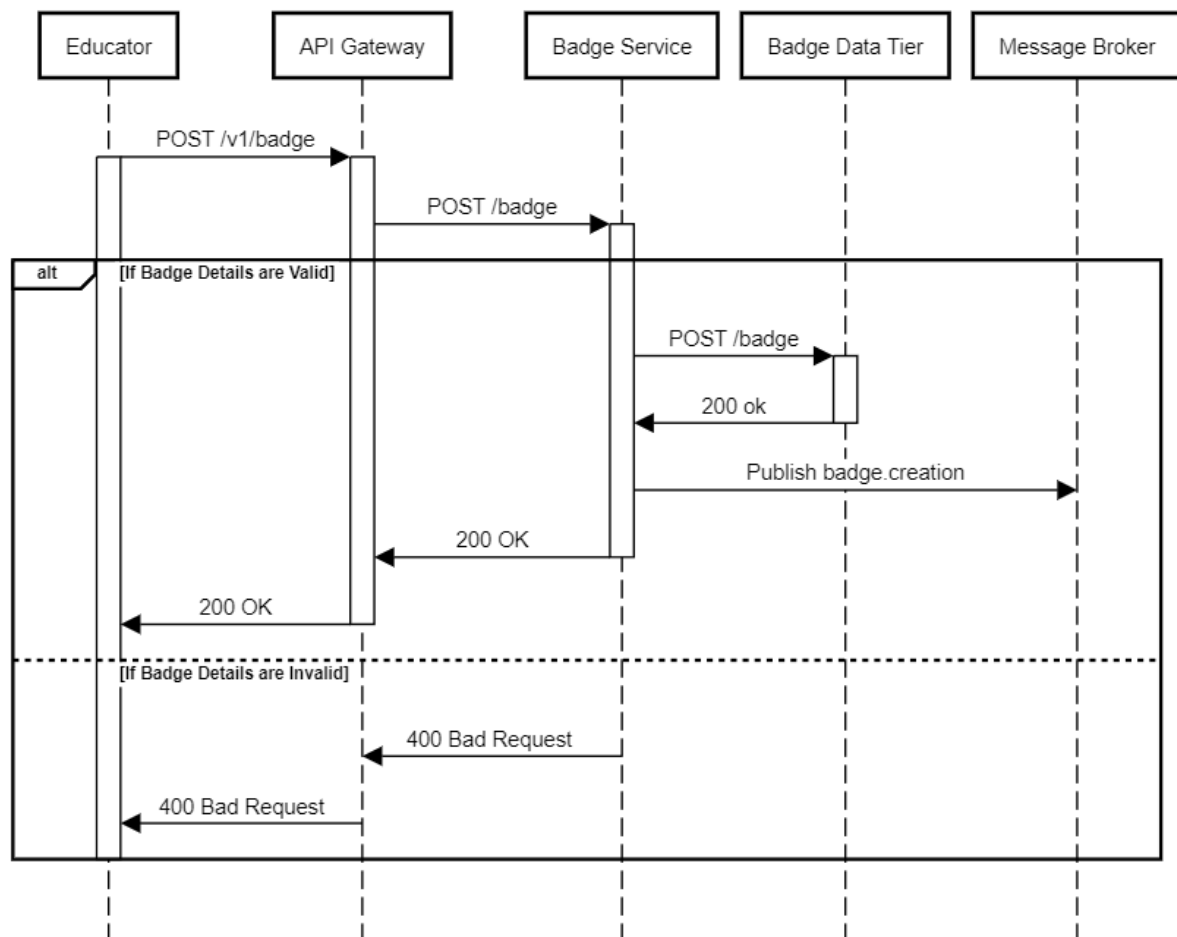 Educator
API Gateway
Badge Service
Badge Data Tier
Message Broker
POST /v1/badge
POST /badge
alt
[If Badge Details are Valid]
POST /badge
200 ok
Publish badge.creation
200 OK
200 OK
[If Badge Details are Invalid]
400 Bad Request
400 Bad Request